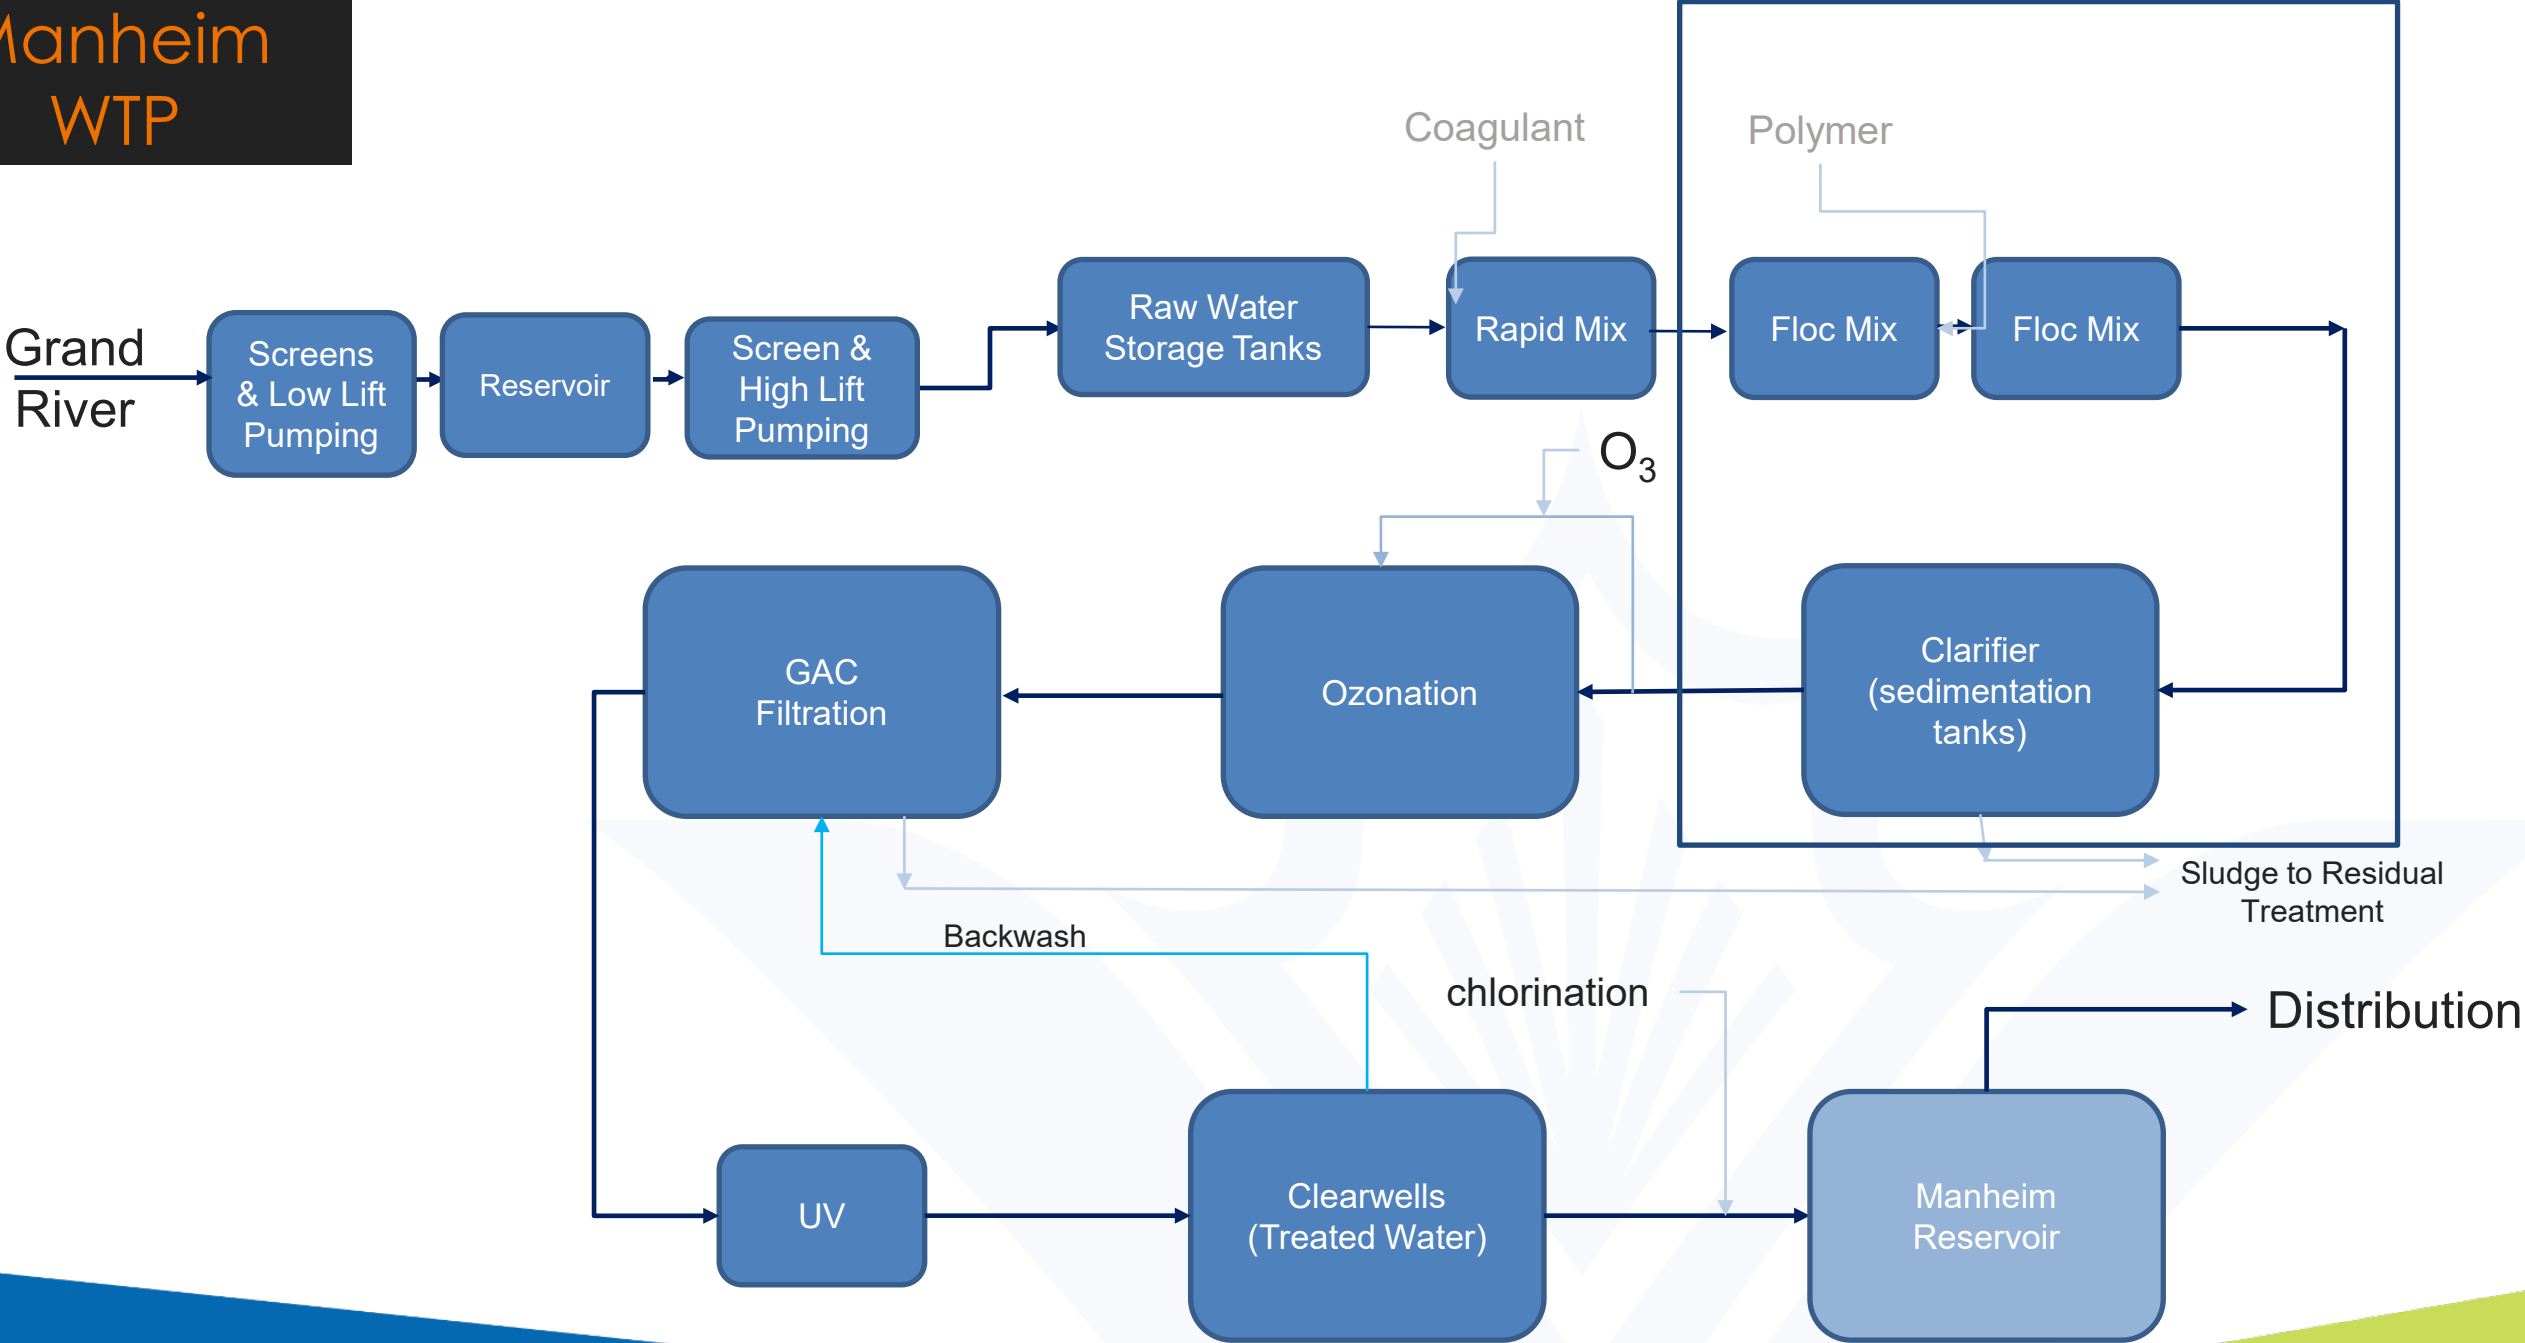 Manheim
WTP
Coagulant
Polymer
Grand
River
Screens
& Low Lift
Pumping
Reservoir
Screen &
High Lift
Pumping
Raw Water
Storage Tanks
Rapid Mix
Floc Mix
Floc Mix
O₃
GAC
Filtration
Ozonation
Clarifier
(sedimentation
tanks)
Sludge to Residual
Treatment
Backwash
chlorination
Distribution
UV
Clearwells
(Treated Water)
Manheim
Reservoir